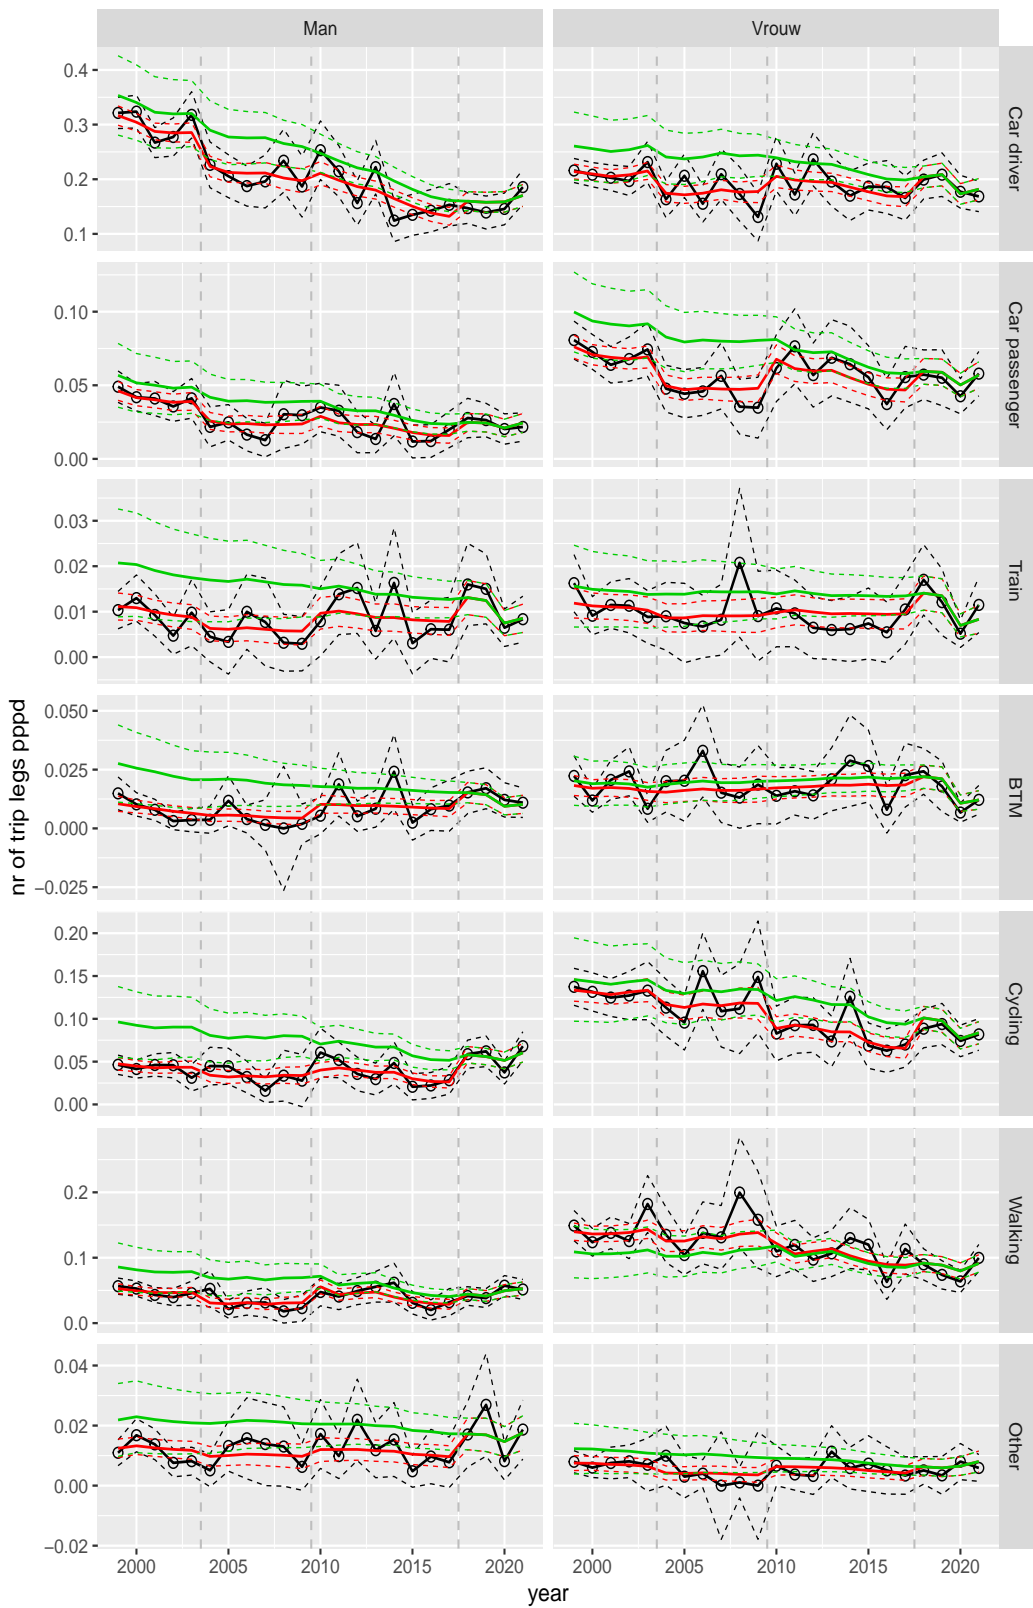 Man Vrouw
0.4
0.3
0.2
0.1
Car driver
0.10
0.05
0.00
Car passenger
0.03
0.02
0.01
0.00
Train
0.050
0.025
0.000
−0.025
BTM
0.20
0.15
0.10
0.05
0.00
Cycling
0.2
0.1
0.0
Walking
0.04
0.02
0.00
−0.02
Other
nr of trip legs pppd
2000 2005 2010 2015 2020 2000 2005 2010 2015 2020
year